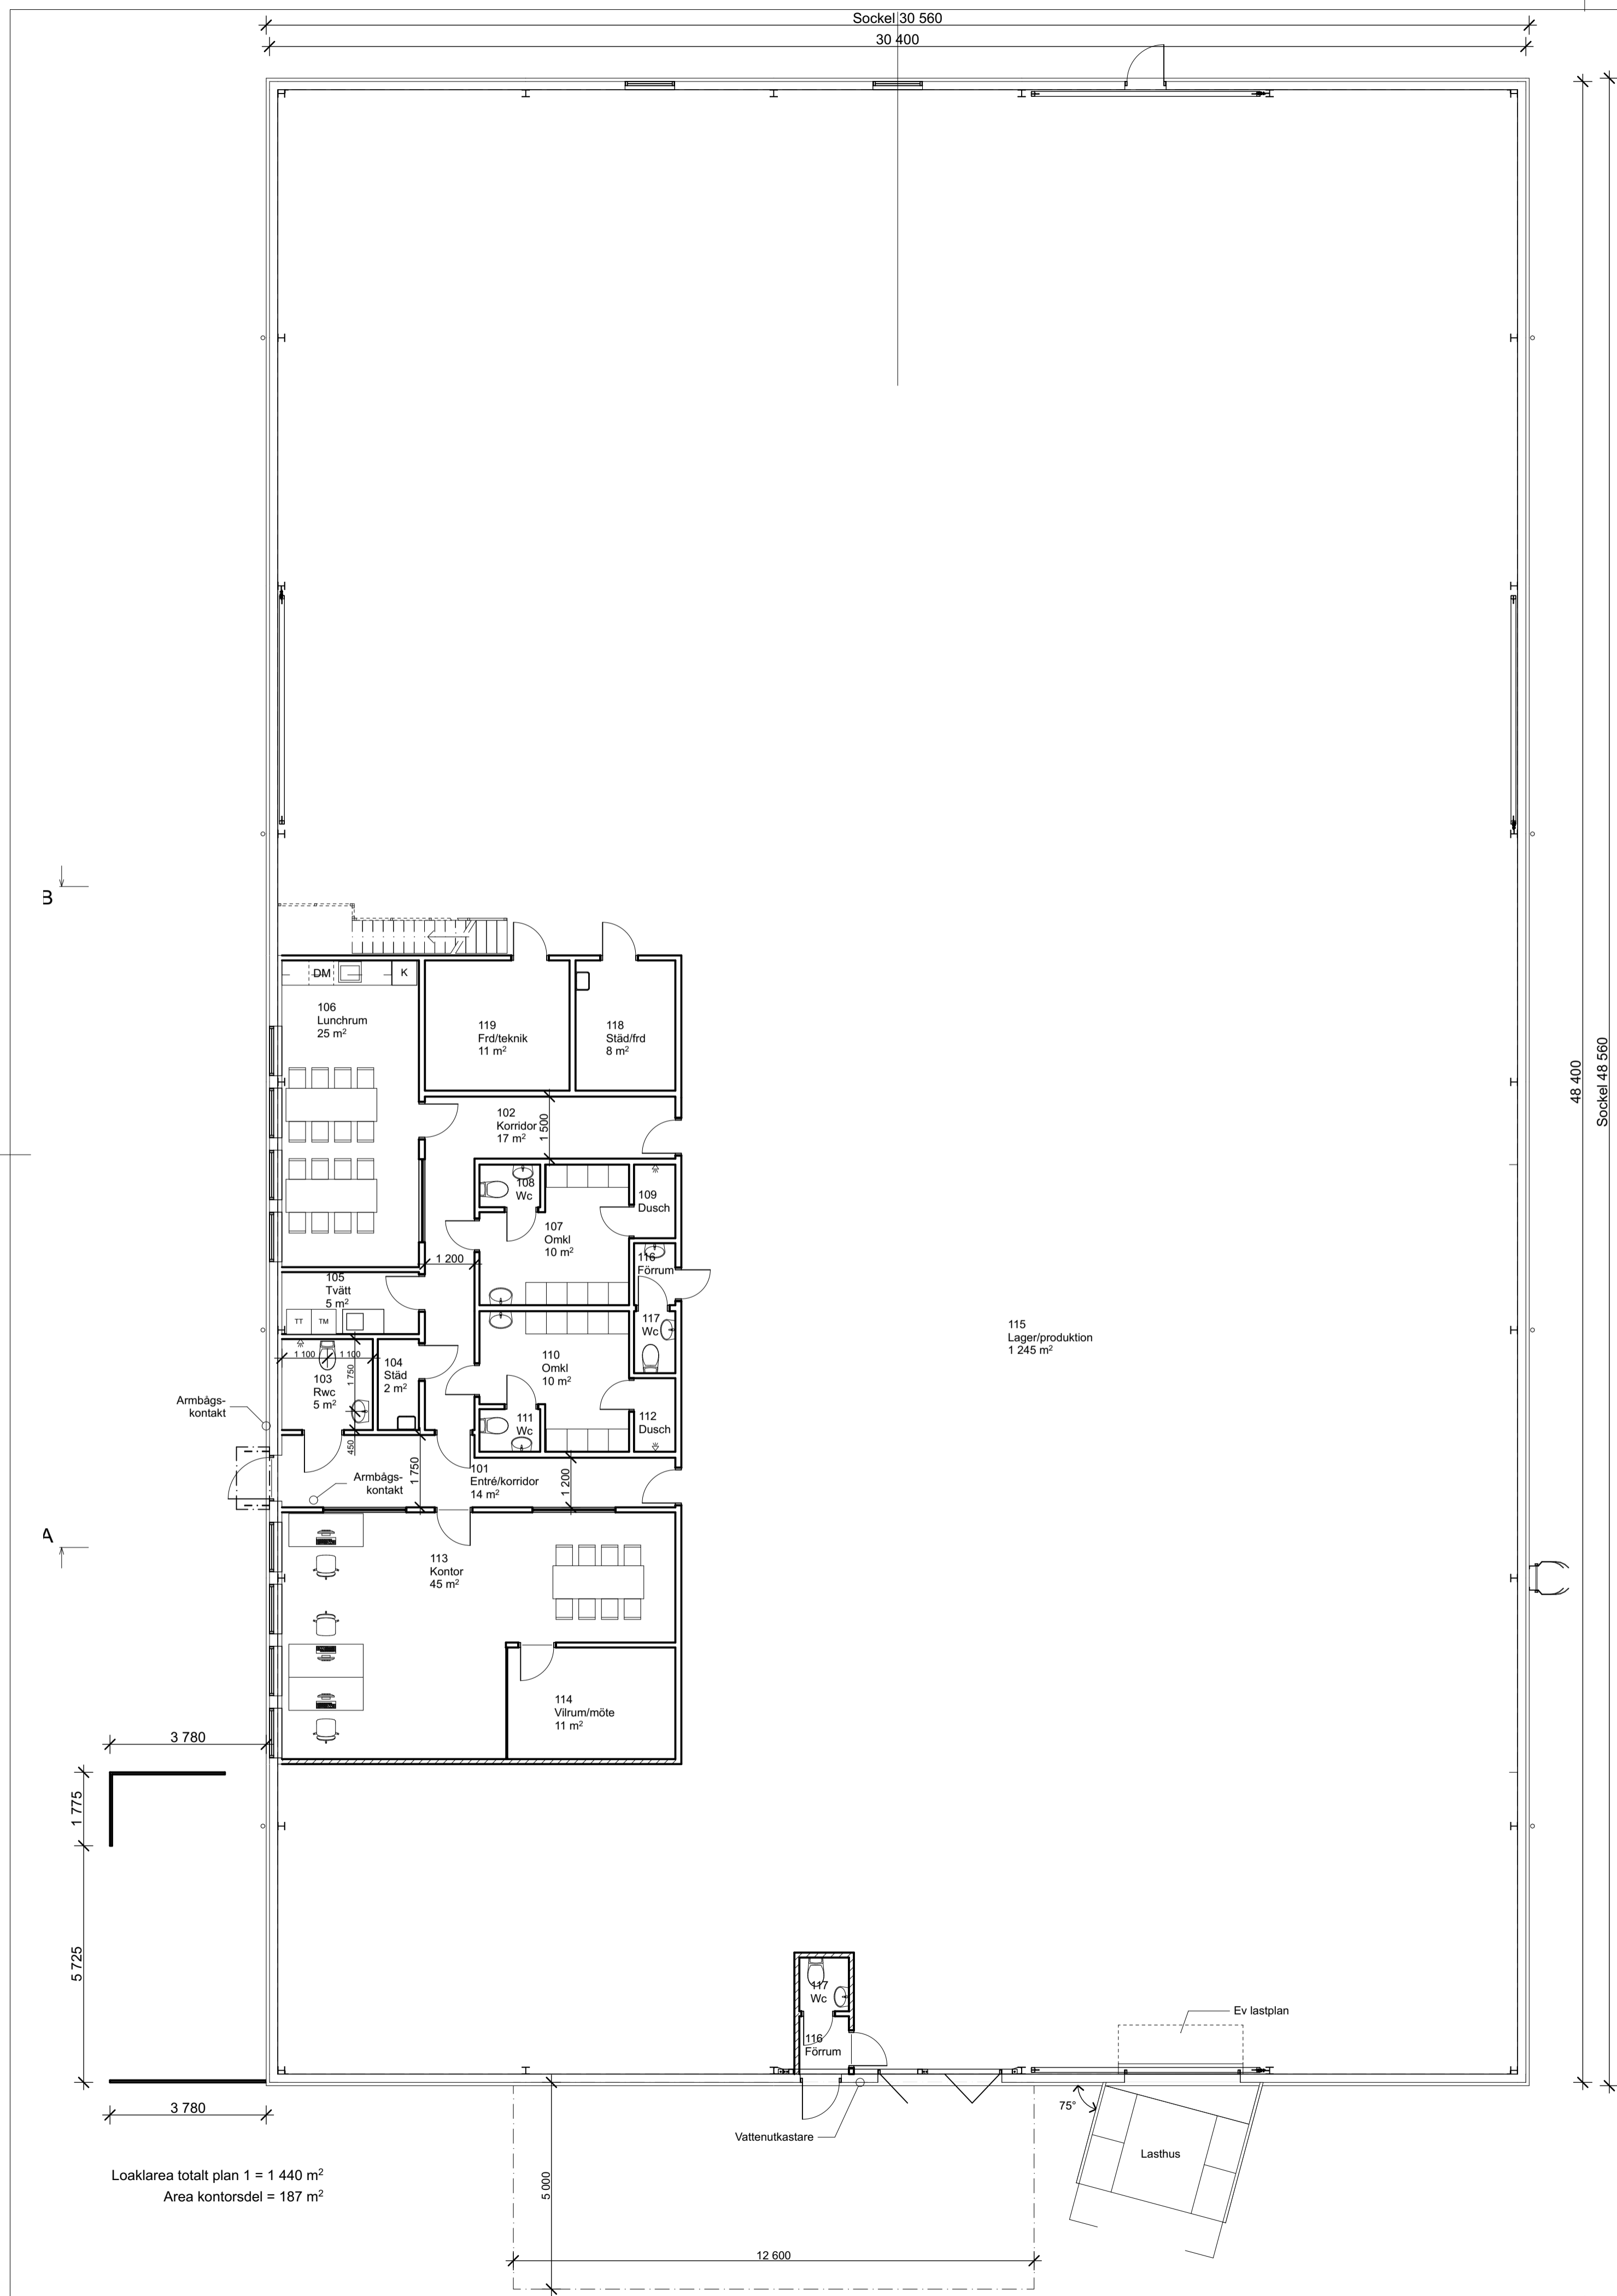 Sockel 30 560
30 400
48 400
Sockel 48 560
B
DM
K
106
Lunchrum
25 m²
119
Frd/teknik
11 m²
118
Städ/frd
8 m²
102
Korridor
17 m²
1 500
108
Wc
109
Dusch
107
Omkl
10 m²
1 200
116
Förrum
105
Tvätt
5 m²
TT
TM
117
Wc
115
Lager/produktion
1 245 m²
1 100
1 100
1 750
104
Städ
2 m²
103
Rwc
5 m²
110
Omkl
10 m²
Armbågs-
kontakt
111
Wc
112
Dusch
450
1 750
101
Entré/korridor
14 m²
1 200
Armbågs-
kontakt
A
113
Kontor
45 m²
114
Vilrum/möte
11 m²
3 780
1 775
5 725
117
Wc
116
Förrum
Ev lastplan
3 780
75°
Vattenutkastare
Lasthus
Loaklarea totalt plan 1 = 1 440 m²
Area kontorsdel = 187 m²
5 000
12 600